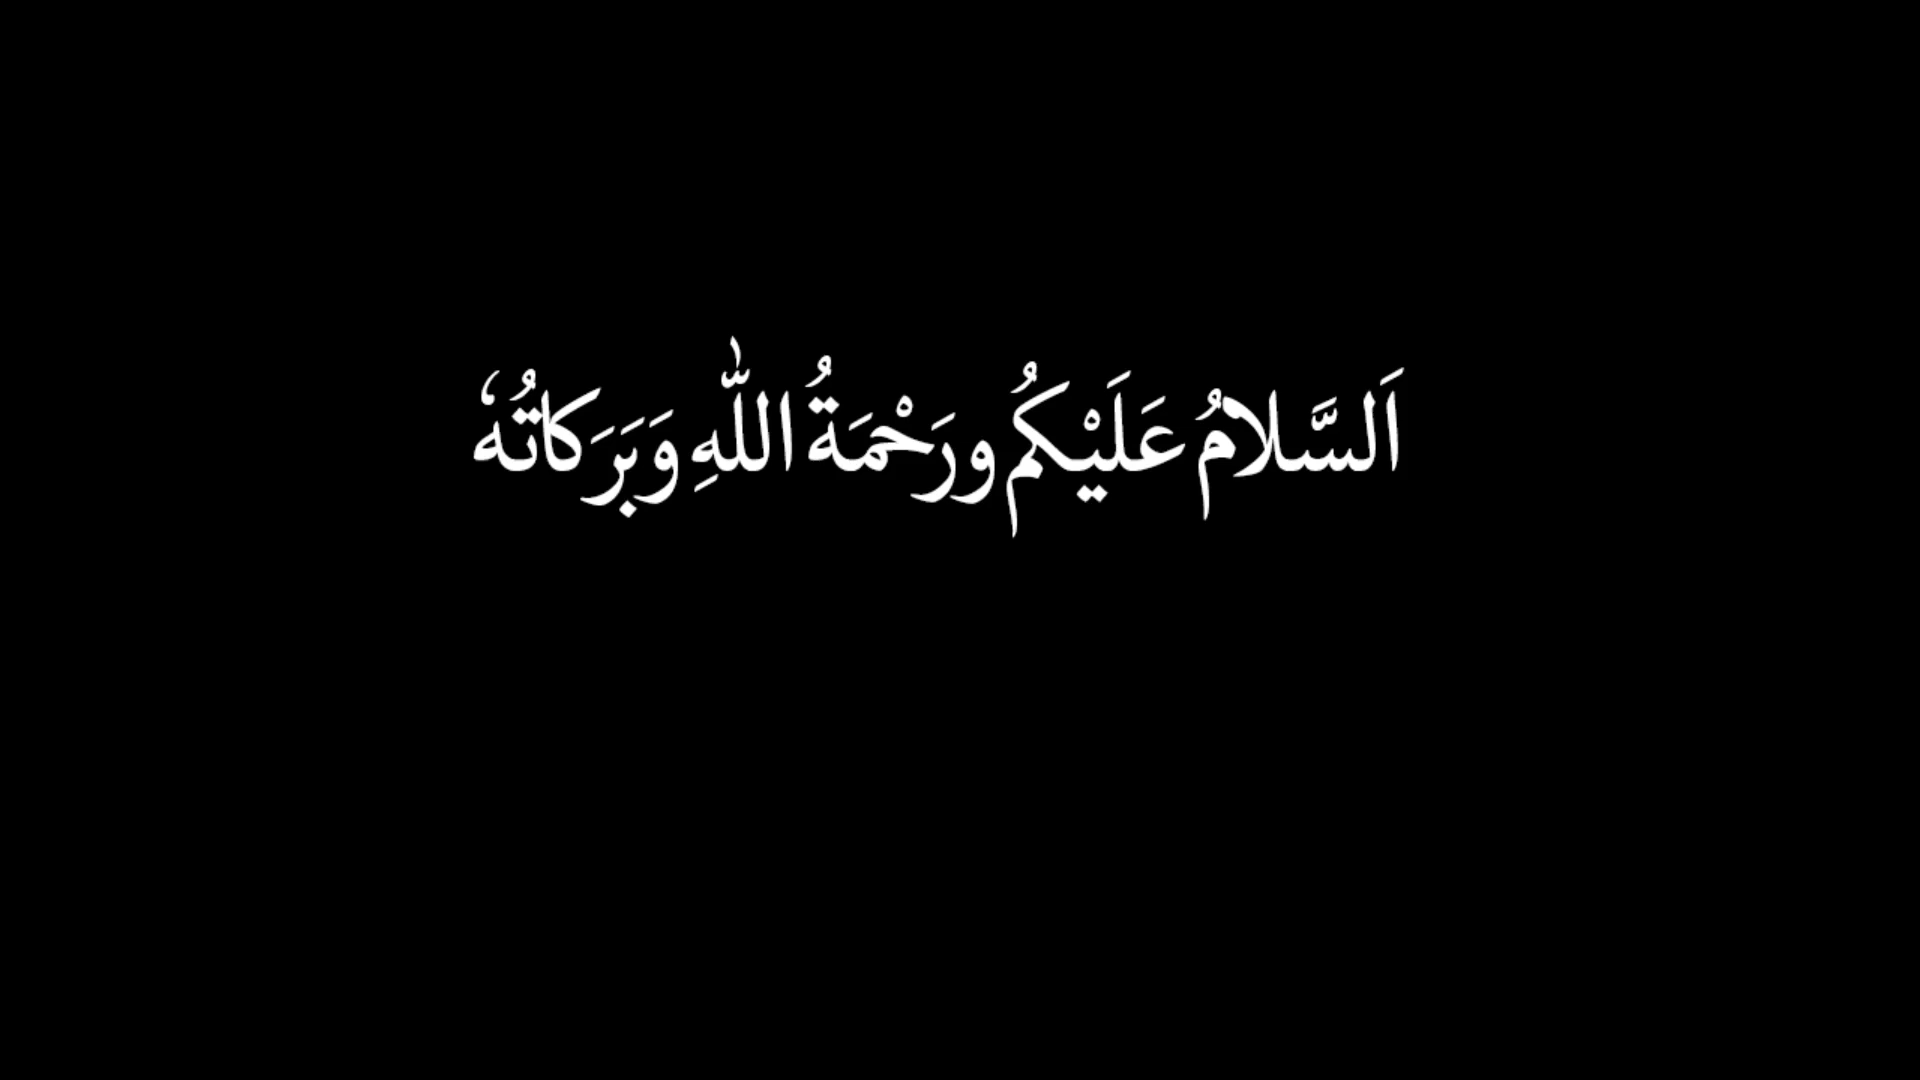 اَلسَّلامُ عَلَيْكُمُ ورَحْمَةُ اللّٰهِ وَبَرَكاتُهٗ